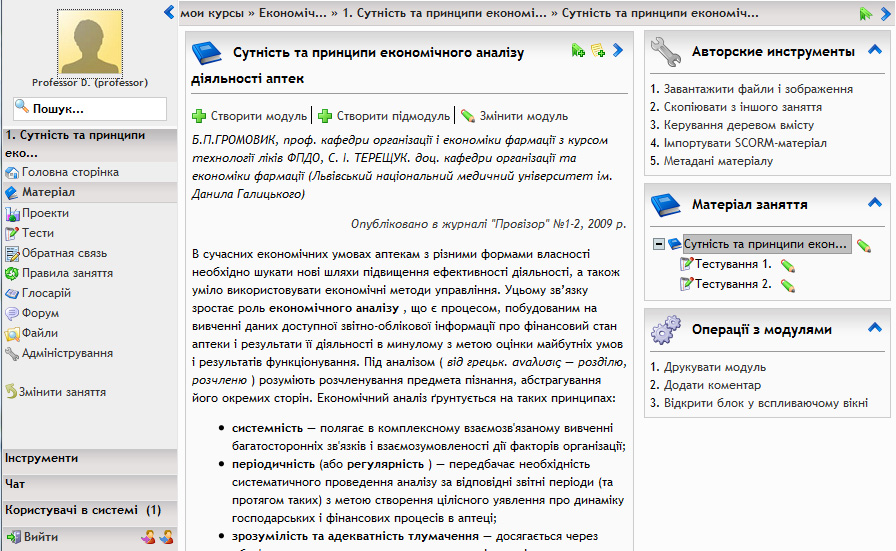 мои курсы » Економіч... » 1. Сутність та принципи економі... » Сутність та принципи економіч...
Professor D. (professor)
Пошук...
1. Сутність та принципи
еко...
Головна сторінка
Матеріал
Проекти
Тести
Обратная связь
Правила заняття
Глосарій
Форум
Файли
Адміністрування
Змінити заняття
Інструменти
Чат
Користувачі в системі (1)
Вийти
Сутність та принципи економічного аналізу
діяльності аптек
Створити модуль | Створити підмодуль | Змінити модуль
Б.П.ГРОМОВИК, проф. кафедри організації і економіки фармації з курсом
технології ліків ФПДО, С. І. ТЕРЕЩУК. доц. кафедри організації та
економіки фармації (Львівський національний медичний університет ім.
Данила Галицького)
Опубліковано в журналі "Провізор" №1-2, 2009 р.
В сучасних економічних умовах аптекам з різними формами власності
необхідно шукати нові шляхи підвищення ефективності діяльності, а також
уміло використовувати економічні методи управління. Уцьому зв’язку
зростає роль економічного аналізу , що є процесом, побудованим на
вивченні даних доступної звітно-облікової інформації про фінансовий стан
аптеки і результати її діяльності в минулому з метою оцінки майбутніх умов
і результатів функціонування. Під аналізом ( від грецьк. αναλυσις — розділю,
розчленю ) розуміють розчленування предмета пізнання, абстрагування
його окремих сторін. Економічний аналіз ґрунтується на таких принципах:
• системність — полягає в комплексному взаємозв'язаному вивченні
багатосторонніх зв'язків і взаємозумовленості дії факторів організації;
• періодичність (або регулярність ) — передбачає необхідність
систематичного проведення аналізу за відповідні звітні періоди (та
протягом таких) з метою створення цілісного уявлення про динаміку
господарських і фінансових процесів в аптеці;
• зрозумілість та адекватність тлумачення — досягається через
Авторские инструменты
1. Завантажити файли і зображення
2. Скопіювати з іншого заняття
3. Керування деревом вмісту
4. Імпортувати SCORM-матеріал
5. Метадані матеріалу
Матеріал заняття
Сутність та принципи екон...
Тестування 1.
Тестування 2.
Операції з модулями
1. Друкувати модуль
2. Додати коментар
3. Відкрити блок у вспливаючому вікні